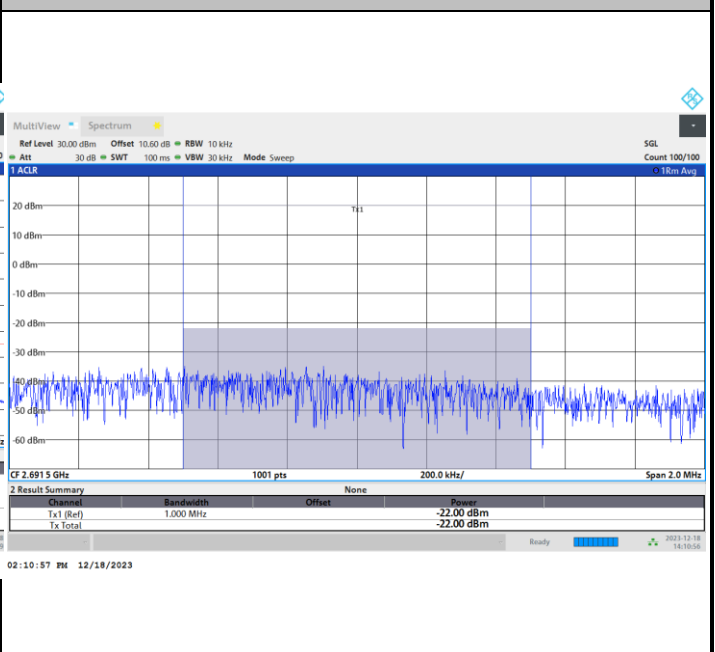 MultiView Spectrum
Ref Level 30.00 dBm Offset 10.60 dB RBW 10 kHz SGL
Att 30 dB SWT 100 ms VBW 30 kHz Mode Sweep Count 100/100
1 ACLR 1Rm Avg
20 dBm
Tx1
10 dBm
0 dBm
-10 dBm
-20 dBm
-30 dBm
-40 dBm
-50 dBm
-60 dBm
CF 2.691 5 GHz 1001 pts 200.0 kHz/ Span 2.0 MHz
2 Result Summary None
Channel Bandwidth Offset Power
Tx1 (Ref) 1.000 MHz -22.00 dBm
Tx Total -22.00 dBm
Ready 2023-12-18
14:10:56
02:10:57 PM 12/18/2023